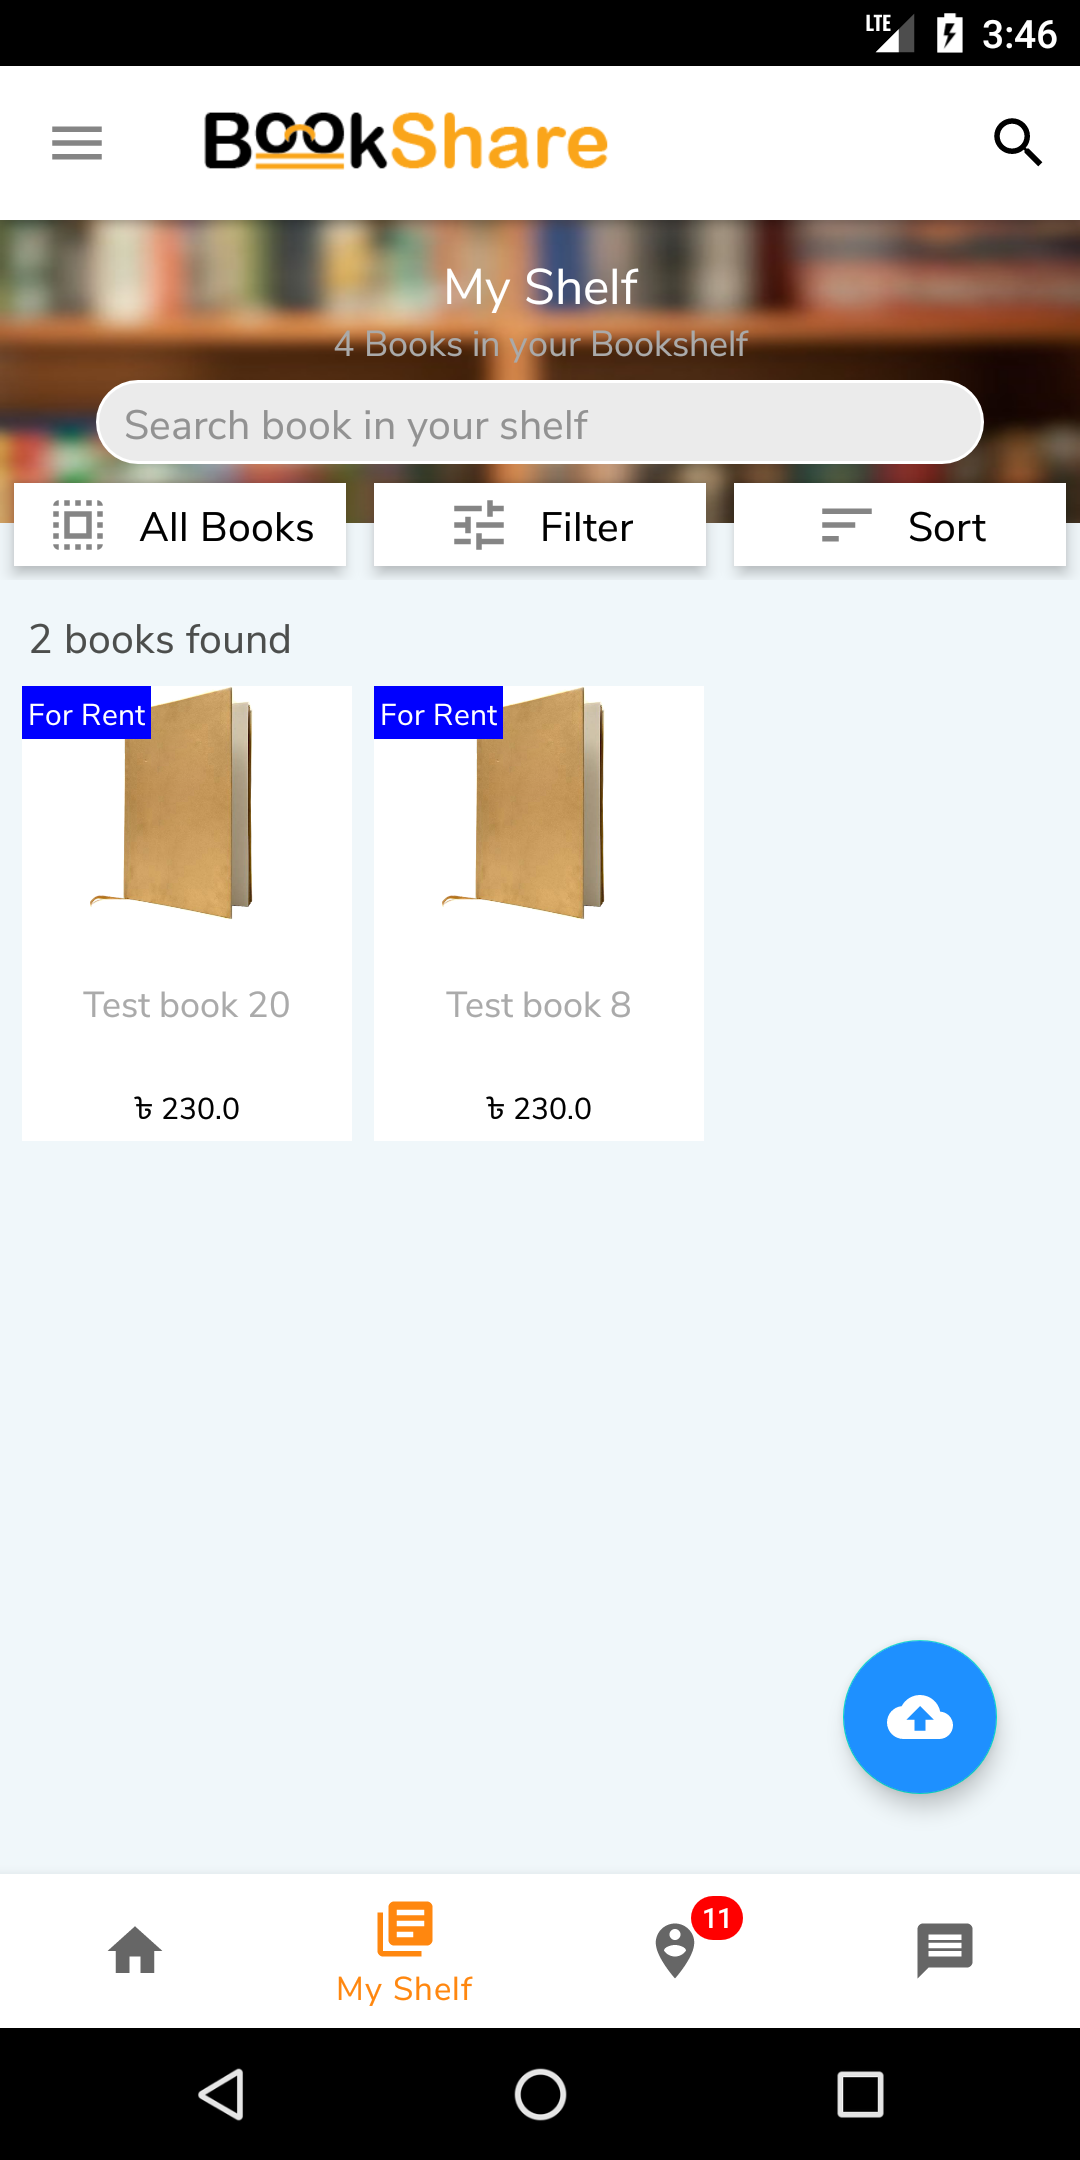 LTE 3:46
BookShare
My Shelf
4 Books in your Bookshelf
Search book in your shelf
All Books Filter Sort
2 books found
For Rent For Rent
Test book 20 Test book 8
৳ 230.0 ৳ 230.0
11
My Shelf